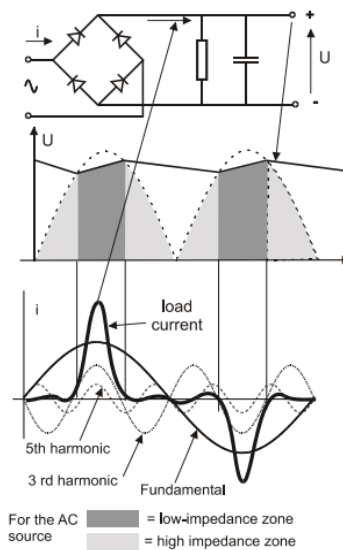 i
+
U
-
U
i
load
current
5th harmonic
3 rd harmonic
Fundamental
For the AC
source
= low-impedance zone
= high impedance zone